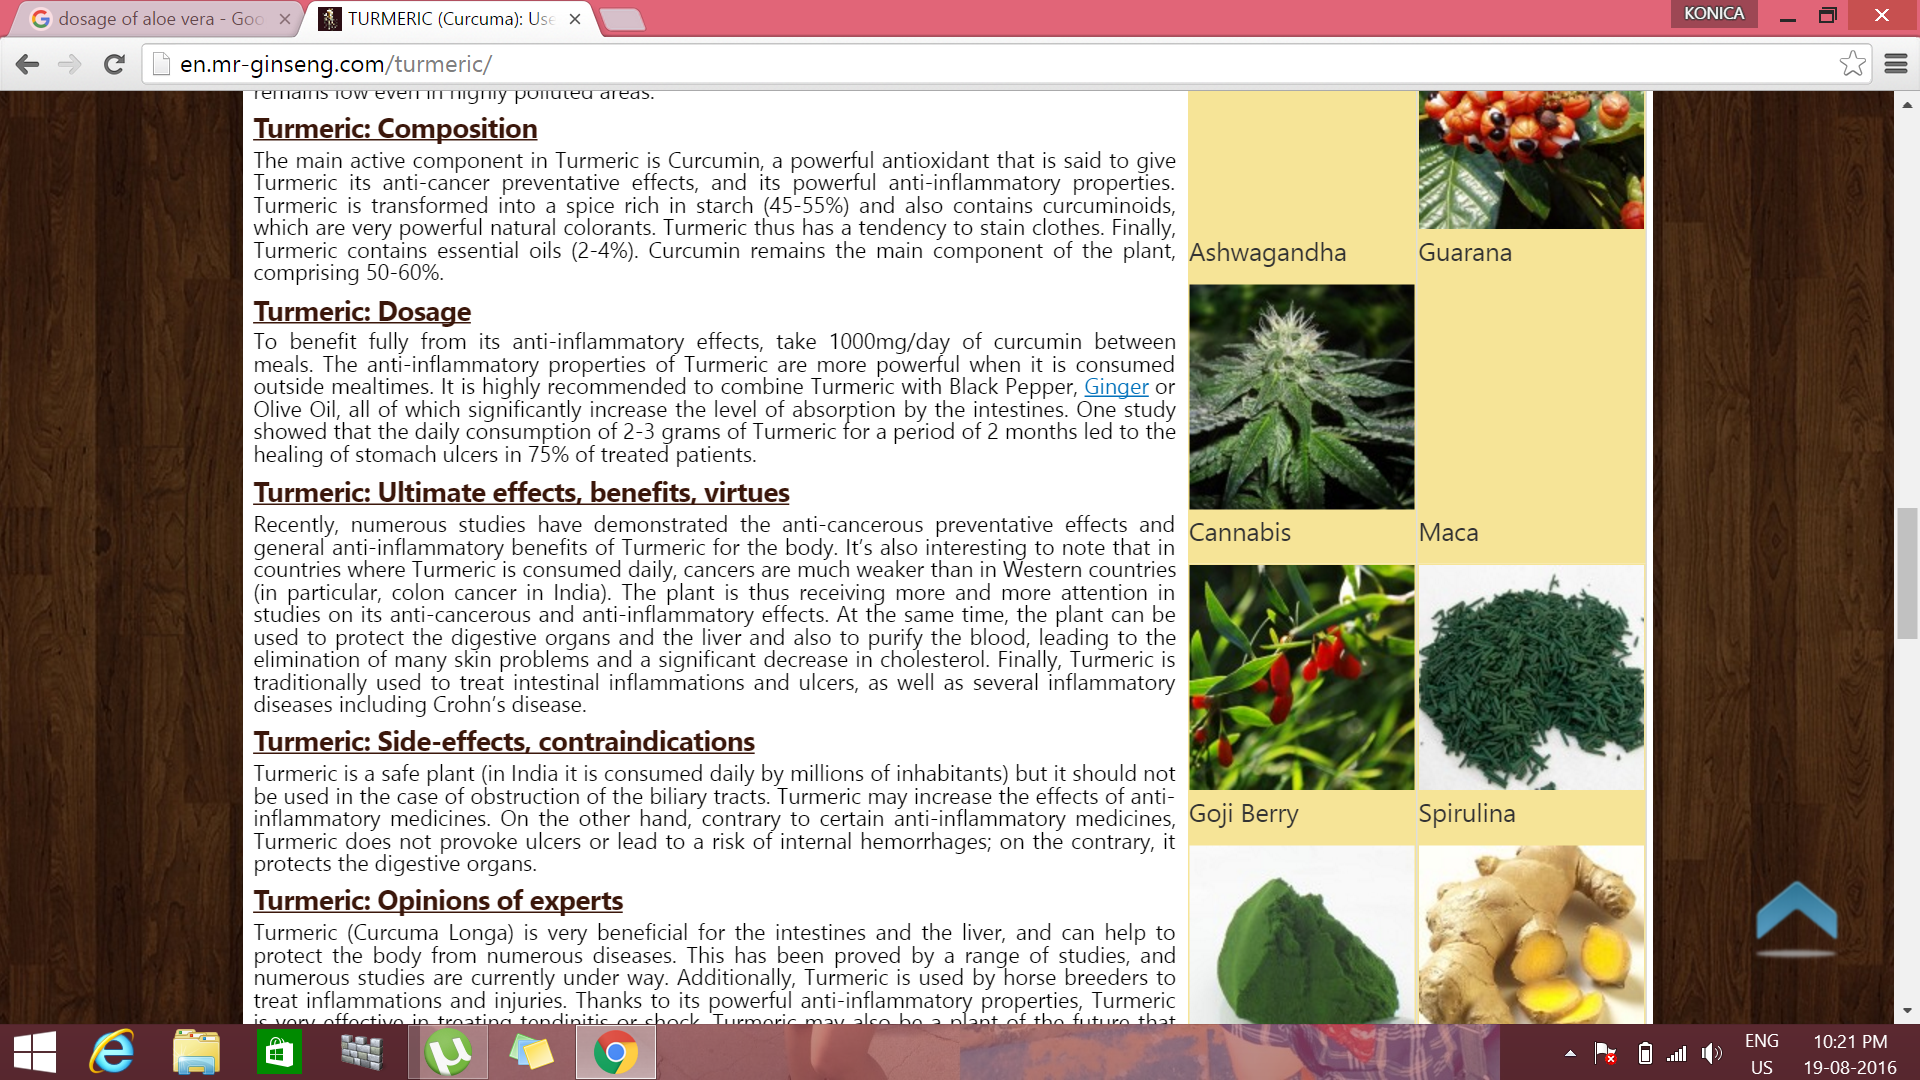 dosage of aloe vera - Goo
TURMERIC (Curcuma): Use
KONICA
en.mr-ginseng.com/turmeric/
remains low even in highly polluted areas.
Turmeric: Composition
The main active component in Turmeric is Curcumin, a powerful antioxidant that is said to give
Turmeric its anti-cancer preventative effects, and its powerful anti-inflammatory properties.
Turmeric is transformed into a spice rich in starch (45-55%) and also contains curcuminoids,
which are very powerful natural colorants. Turmeric thus has a tendency to stain clothes. Finally,
Turmeric contains essential oils (2-4%). Curcumin remains the main component of the plant,
comprising 50-60%.
Turmeric: Dosage
To benefit fully from its anti-inflammatory effects, take 1000mg/day of curcumin between
meals. The anti-inflammatory properties of Turmeric are more powerful when it is consumed
outside mealtimes. It is highly recommended to combine Turmeric with Black Pepper, Ginger or
Olive Oil, all of which significantly increase the level of absorption by the intestines. One study
showed that the daily consumption of 2-3 grams of Turmeric for a period of 2 months led to the
healing of stomach ulcers in 75% of treated patients.
Turmeric: Ultimate effects, benefits, virtues
Recently, numerous studies have demonstrated the anti-cancerous preventative effects and
general anti-inflammatory benefits of Turmeric for the body. It's also interesting to note that in
countries where Turmeric is consumed daily, cancers are much weaker than in Western countries
(in particular, colon cancer in India). The plant is thus receiving more and more attention in
studies on its anti-cancerous and anti-inflammatory effects. At the same time, the plant can be
used to protect the digestive organs and the liver and also to purify the blood, leading to the
elimination of many skin problems and a significant decrease in cholesterol. Finally, Turmeric is
traditionally used to treat intestinal inflammations and ulcers, as well as several inflammatory
diseases including Crohn's disease.
Turmeric: Side-effects, contraindications
Turmeric is a safe plant (in India it is consumed daily by millions of inhabitants) but it should not
be used in the case of obstruction of the biliary tracts. Turmeric may increase the effects of anti-
inflammatory medicines. On the other hand, contrary to certain anti-inflammatory medicines,
Turmeric does not provoke ulcers or lead to a risk of internal hemorrhages; on the contrary, it
protects the digestive organs.
Turmeric: Opinions of experts
Turmeric (Curcuma Longa) is very beneficial for the intestines and the liver, and can help to
protect the body from numerous diseases. This has been proved by a range of studies, and
numerous studies are currently under way. Additionally, Turmeric is used by horse breeders to
treat inflammations and injuries. Thanks to its powerful anti-inflammatory properties, Turmeric
is very effective in treating tendinitis or shock. Turmeric may also be a plant of the future that
Ashwagandha
Guarana
Cannabis
Maca
Goji Berry
Spirulina
ENG
US
10:21 PM
19-08-2016